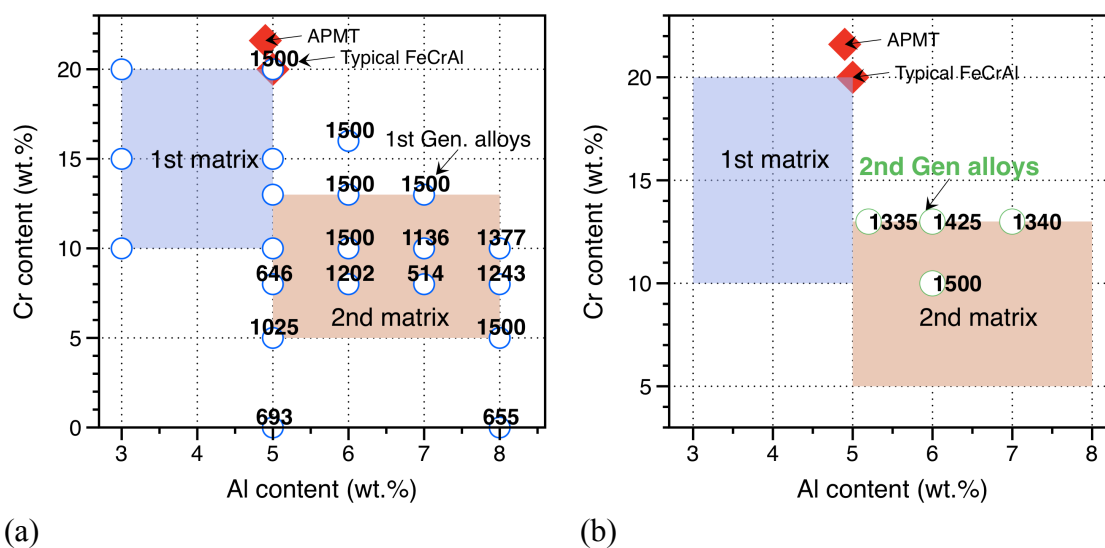 APMT
1500
Typical FeCrAl
20
1500
1st Gen. alloys
15
1st matrix
1500
1500
10
1500
1136
1377
646
1202
514
1243
2nd matrix
1025
1500
5
693
655
0
3
4
5
6
7
8
Cr content (wt.%)
Al content (wt.%)
(a)
APMT
20
Typical FeCrAl
1st matrix
2nd Gen alloys
15
1335
1425
1340
10
1500
2nd matrix
5
3
4
5
6
7
8
Cr content (wt.%)
Al content (wt.%)
(b)